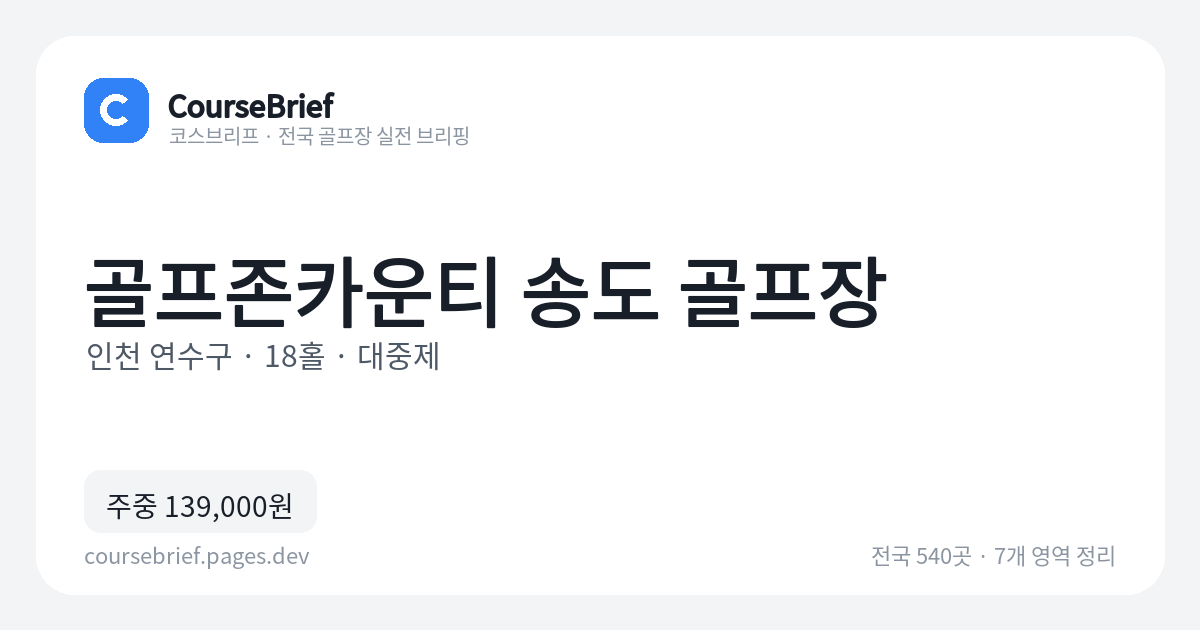 CourseBrief
코스브리프 · 전국 골프장 실전 브리핑
골프존카운티 송도 골프장
인천 연수구 · 18홀 · 대중제
주중 139,000원
coursebrief.pages.dev
전국 540곳 · 7개 영역 정리